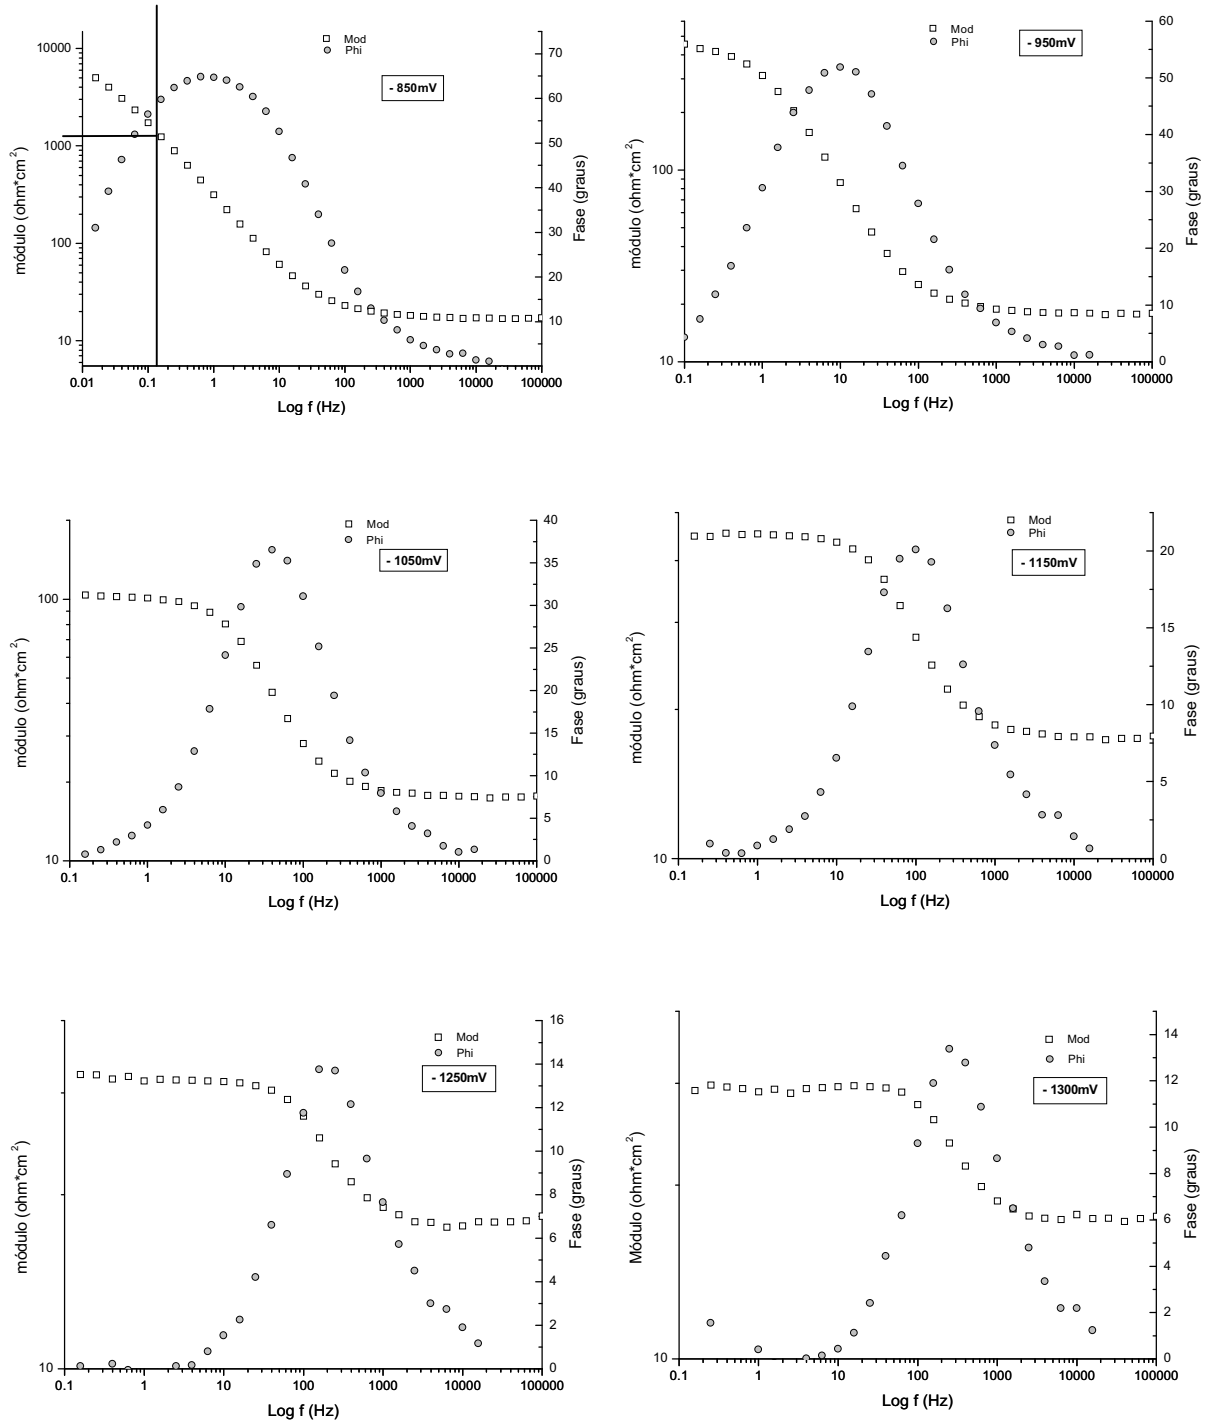 Mod
Phi
- 850mV
10000
1000
100
10
70
60
50
40
30
20
10
0
módulo (ohm*cm²)
Fase (graus)
0.01 0.1 1 10 100 1000 10000 100000
Log f (Hz)
Mod
Phi
- 950mV
100
10
60
50
40
30
20
10
0
módulo (ohm*cm²)
Fase (graus)
0.1 1 10 100 1000 10000 100000
Log f (Hz)
Mod
Phi
- 1050mV
100
10
40
35
30
25
20
15
10
5
0
módulo (ohm*cm²)
Fase (graus)
0.1 1 10 100 1000 10000 100000
Log f (Hz)
Mod
Phi
- 1150mV
10
20
15
10
5
0
módulo (ohm*cm²)
Fase (graus)
0.1 1 10 100 1000 10000 100000
Log f (Hz)
Mod
Phi
- 1250mV
10
16
14
12
10
8
6
4
2
0
módulo (ohm*cm²)
Fase (graus)
0.1 1 10 100 1000 10000 100000
Log f (Hz)
Mod
Phi
- 1300mV
10
14
12
10
8
6
4
2
0
Módulo (ohm*cm²)
Fase (graus)
0.1 1 10 100 1000 10000 100000
Log f (Hz)